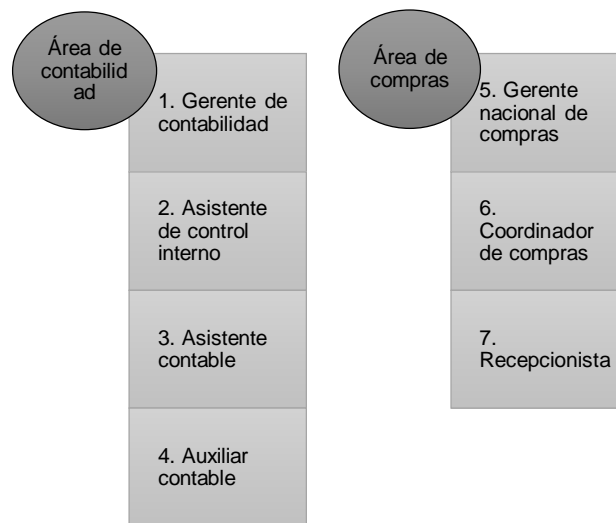 Área de
contabilid
ad
1. Gerente de
contabilidad
2. Asistente
de control
interno
3. Asistente
contable
4. Auxiliar
contable
Área de
compras
5. Gerente
nacional de
compras
6.
Coordinador
de compras
7.
Recepcionista